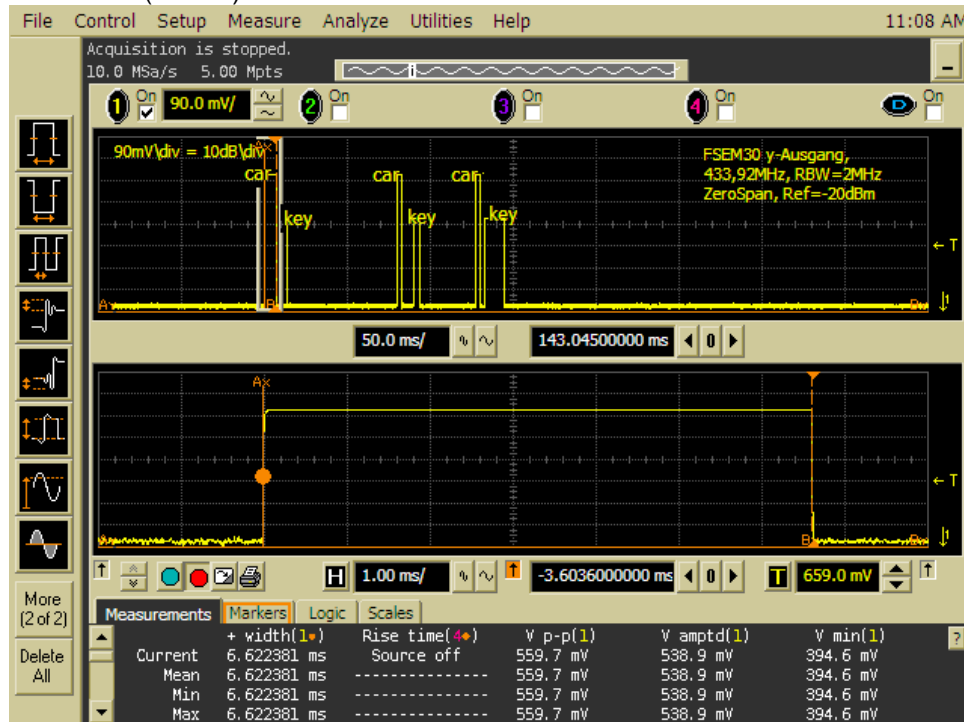 File Control Setup Measure Analyze Utilities Help 11:08 AM
Acquisition is stopped.
10.0 MSa/s 5.00 Mpts
1 On 90.0 mV/ 2 On 3 On 4 On D On
90mV\div = 10dB\div
FSEM30 y-Ausgang,
433,92MHz, RBW=2MHz
ZeroSpan, Ref=-20dBm
car car car
key key key
T
50.0 ms/ 143.04500000 ms 0
Ax
T
B
H 1.00 ms/ -3.6036000000 ms 0 T 659.0 mV
More
(2 of 2)
Delete
All
Measurements Markers Logic Scales
+ width(1) Rise time(4) V p-p(1) V amptd(1) V min(1) ?
Current 6.622381 ms Source off 559.7 mV 538.9 mV 394.6 mV
Mean 6.622381 ms --------------- 559.7 mV 538.9 mV 394.6 mV
Min 6.622381 ms --------------- 559.7 mV 538.9 mV 394.6 mV
Max 6.622381 ms --------------- 559.7 mV 538.9 mV 394.6 mV